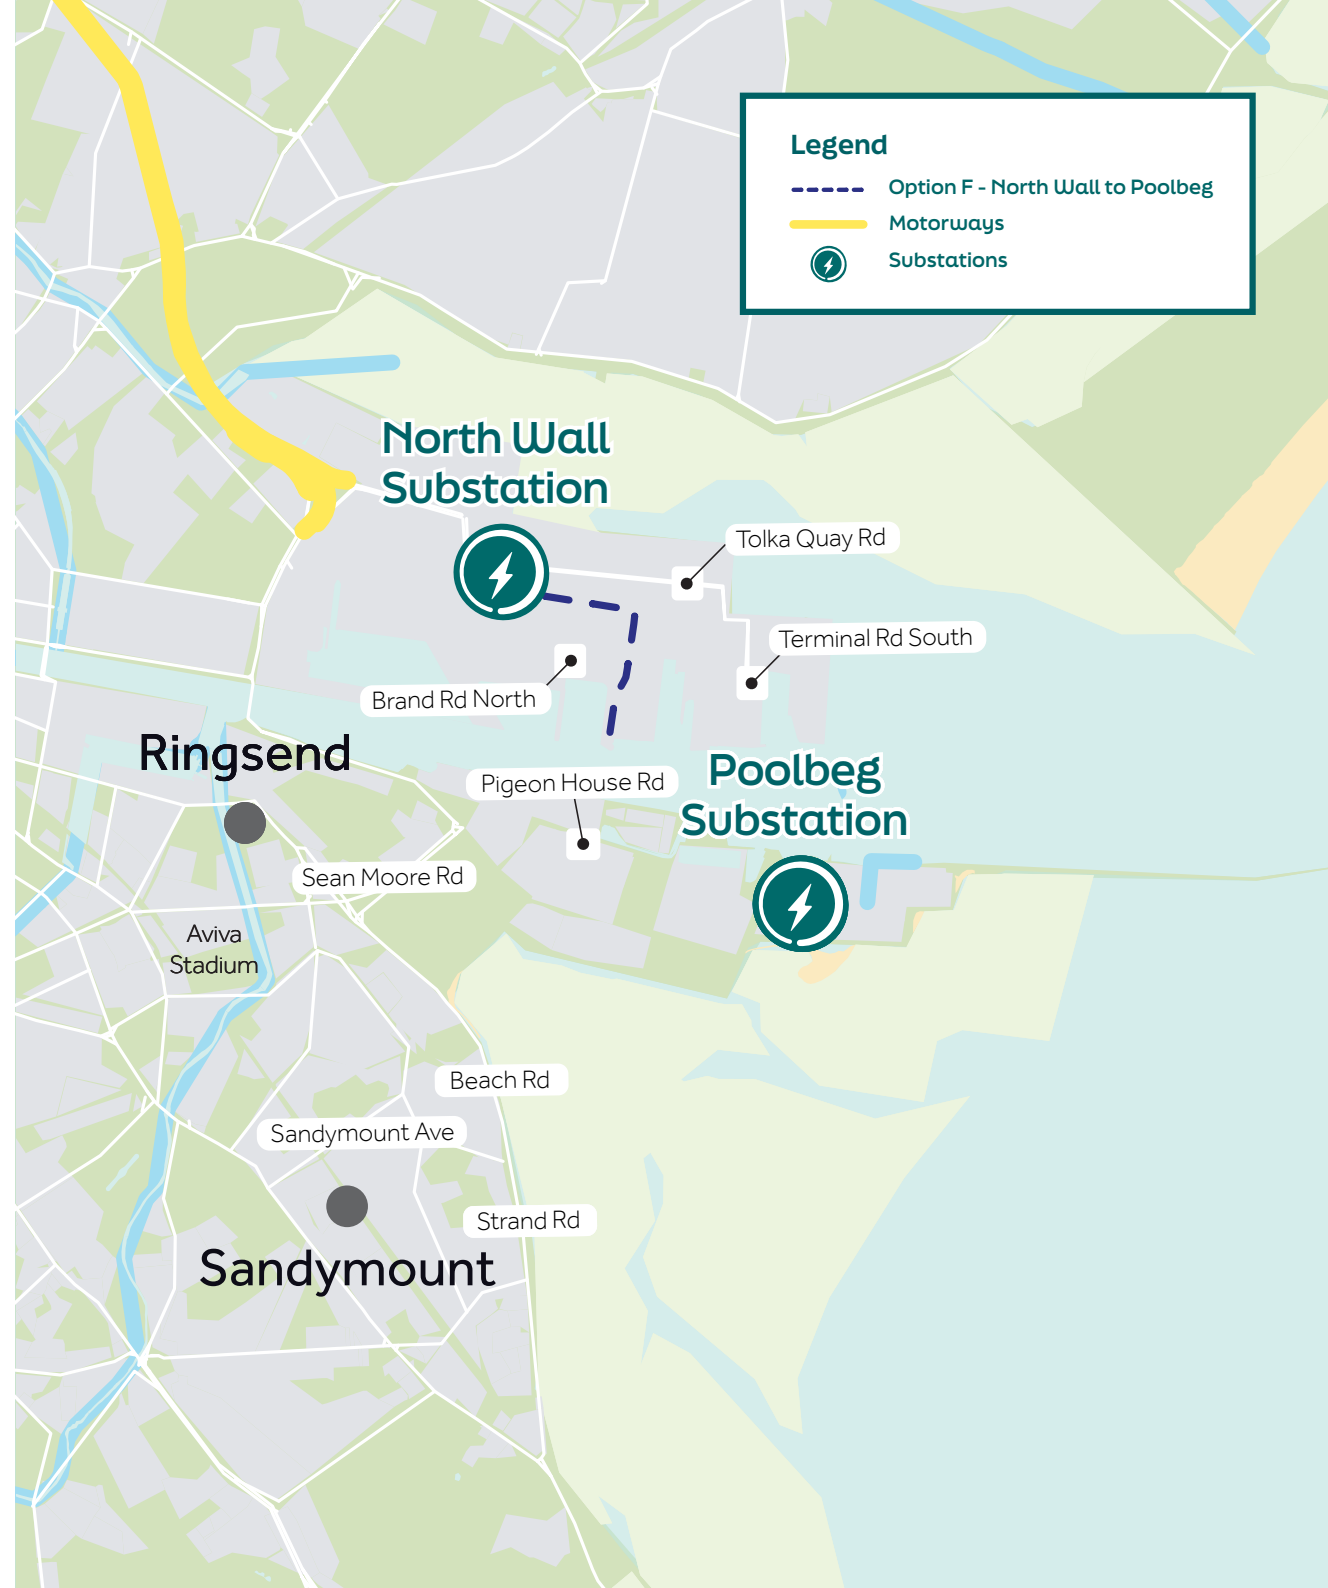 Legend
Option F - North Wall to Poolbeg
Motorways
Substations
North Wall
Substation
Tolka Quay Rd
Terminal Rd South
Brand Rd North
Ringsend
Pigeon House Rd
Poolbeg
Substation
Sean Moore Rd
Aviva
Stadium
Beach Rd
Sandymount Ave
Strand Rd
Sandymount